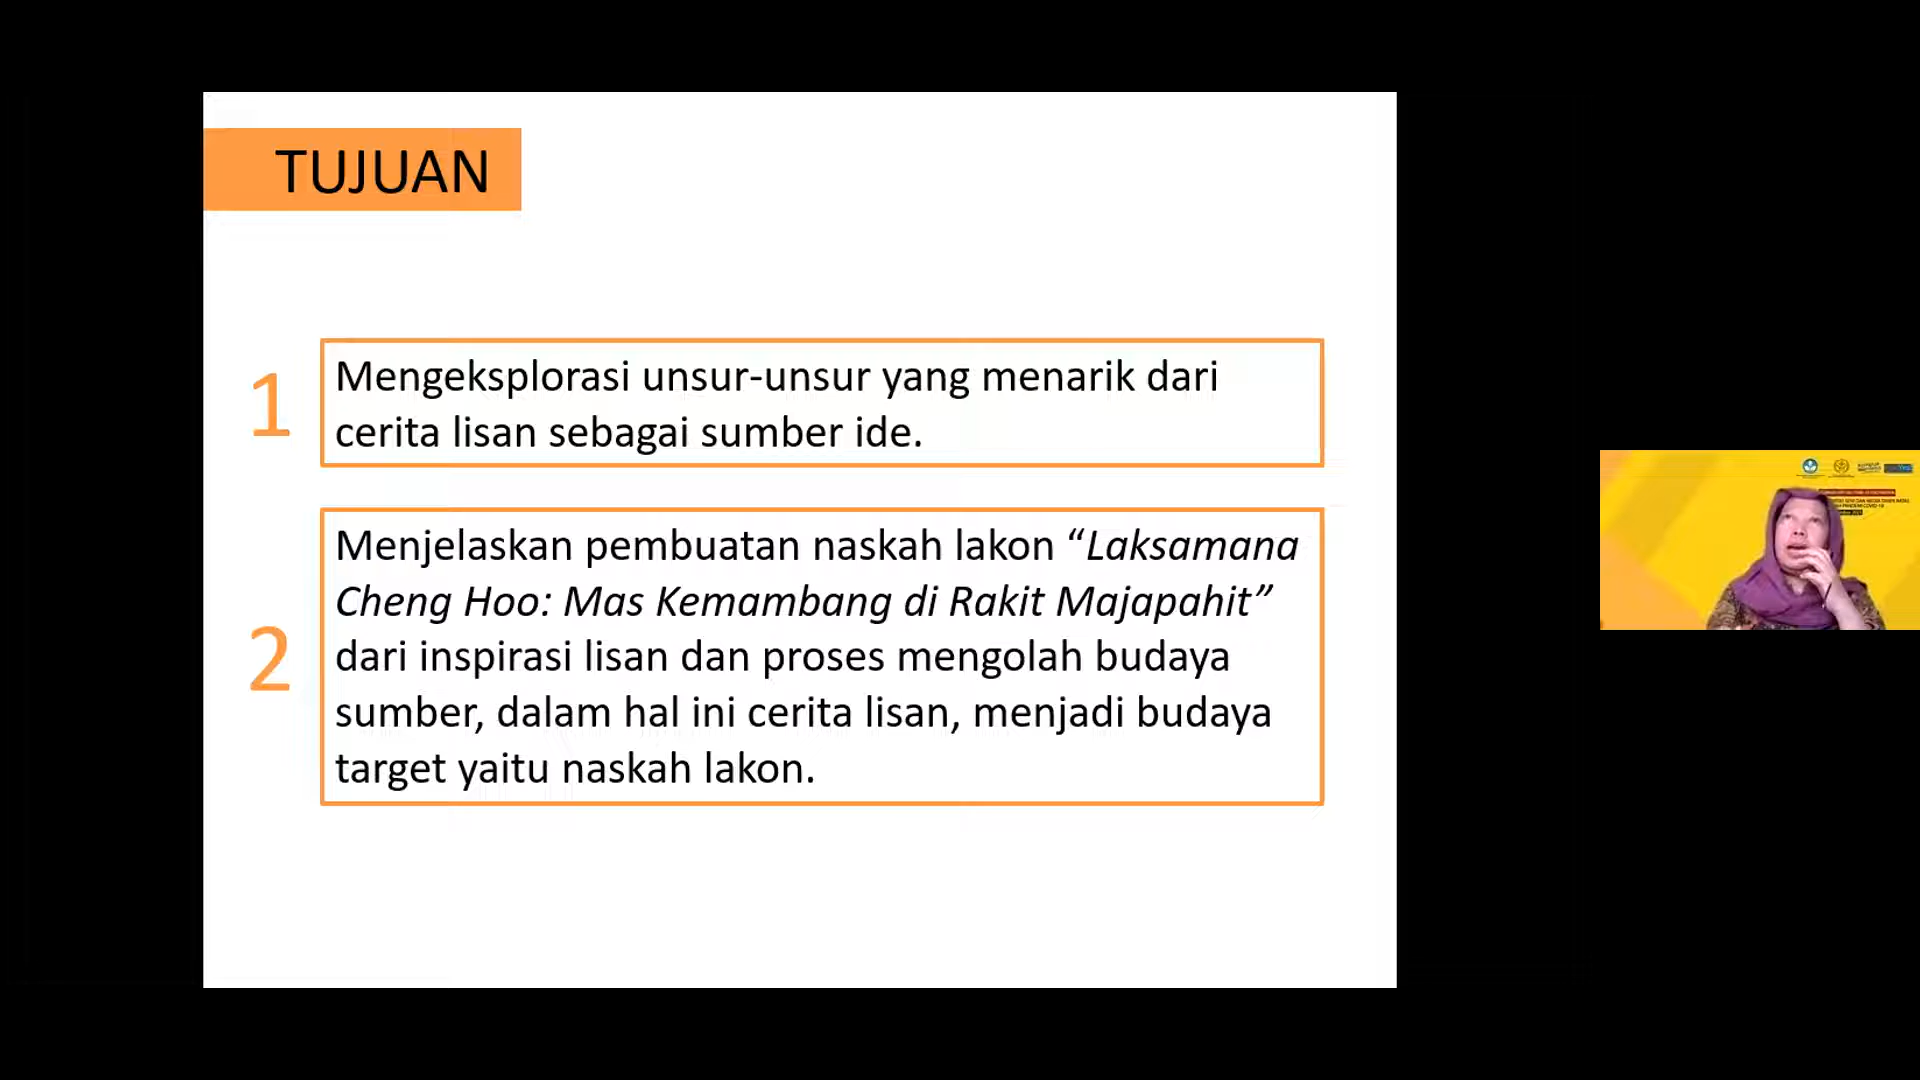 TUJUAN
1
Mengeksplorasi unsur-unsur yang menarik dari
cerita lisan sebagai sumber ide.
2
Menjelaskan pembuatan naskah lakon “Laksamana
Cheng Hoo: Mas Kemambang di Rakit Majapahit”
dari inspirasi lisan dan proses mengolah budaya
sumber, dalam hal ini cerita lisan, menjadi budaya
target yaitu naskah lakon.